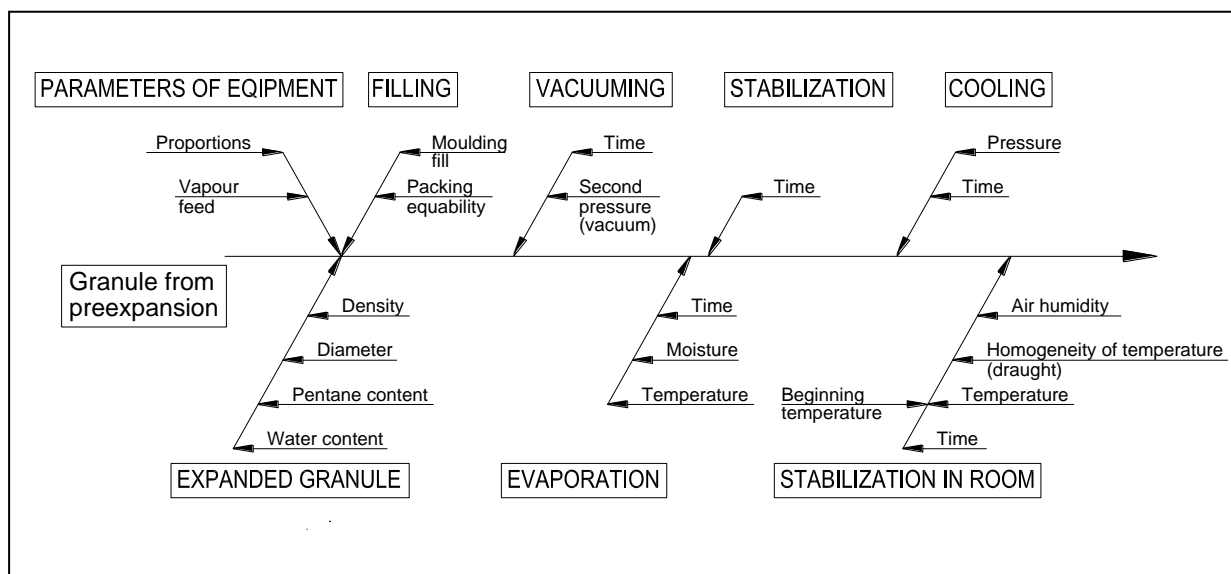 PARAMETERS OF EQIPMENT
FILLING
VACUUMING
STABILIZATION
COOLING
Proportions
Vapour
feed
Moulding
fill
Packing
equability
Time
Second
pressure
(vacuum)
Time
Pressure
Time
Granule from
preexpansion
Density
Diameter
Pentane content
Water content
Time
Moisture
Temperature
Air humidity
Homogeneity of temperature
(draught)
Beginning
temperature
Temperature
Time
EXPANDED GRANULE
EVAPORATION
STABILIZATION IN ROOM